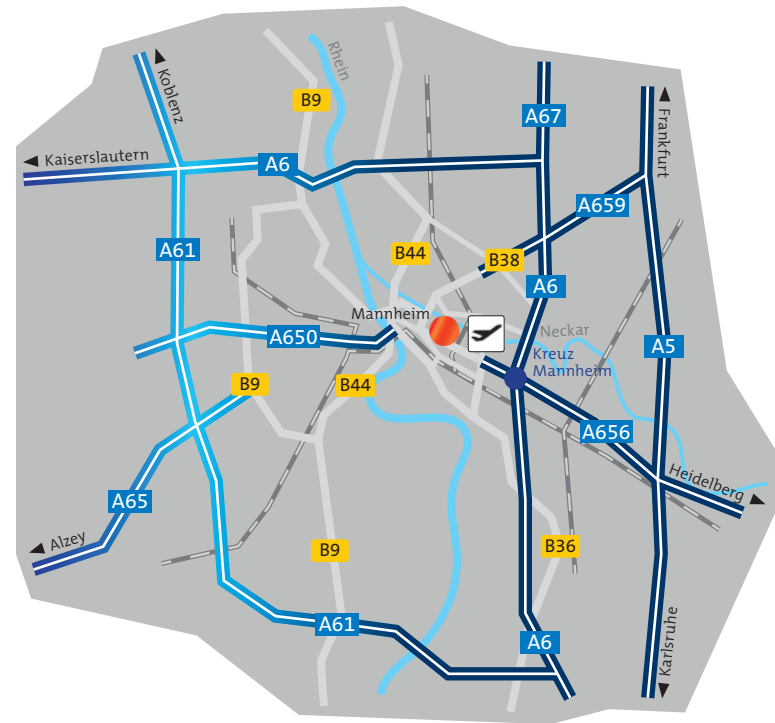 Rhein
Koblenz
B9
A67
Frankfurt
Kaiserslautern
A6
A659
A61
B44
B38
A6
Mannheim
Neckar
A650
A5
Kreuz
Mannheim
B9
B44
A656
Heidelberg
A65
Alzey
B9
B36
A61
A6
Karlsruhe